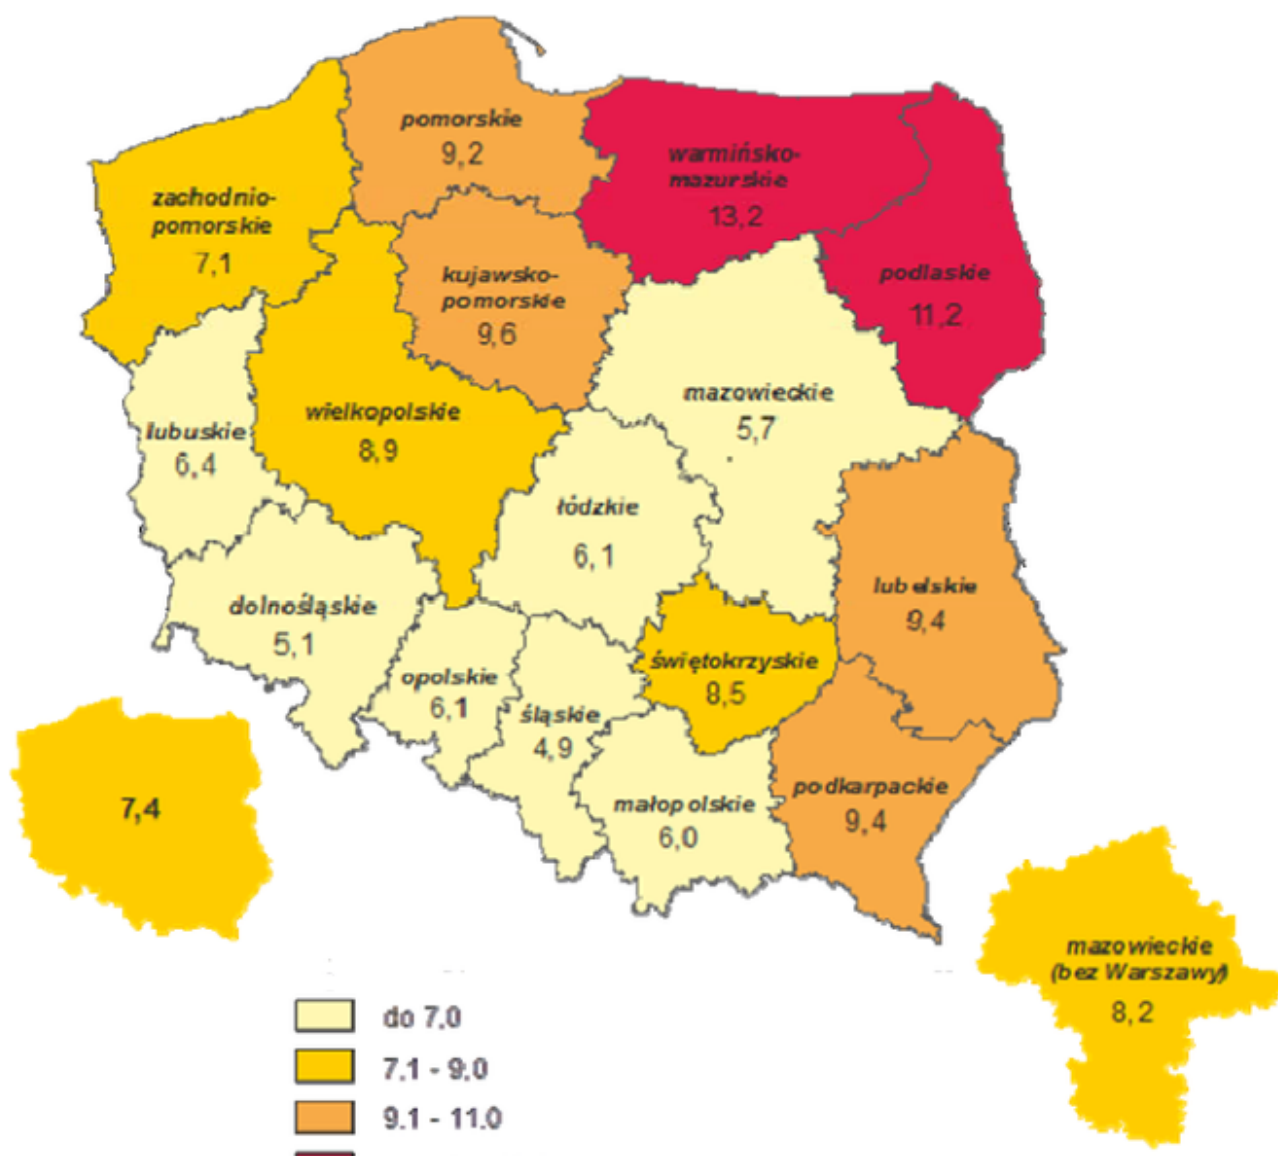 pomorskie
9,2
warmińsko-
mazurskie
13,2
zachodnio-
pomorskie
7,1
kujawsko-
pomorskie
9,6
podlaskie
11,2
mazowieckie
5,7
wielkopolskie
8,9
lubuskie
6,4
łódzkie
6,1
lubelskie
9,4
dolnośląskie
5,1
świętokrzyskie
8,5
opolskie
6,1
śląskie
4,9
podkarpackie
9,4
małopolskie
6,0
7,4
mazowieckie
(bez Warszawy)
8,2
do 7,0
7,1 - 9,0
9.1 - 11.0